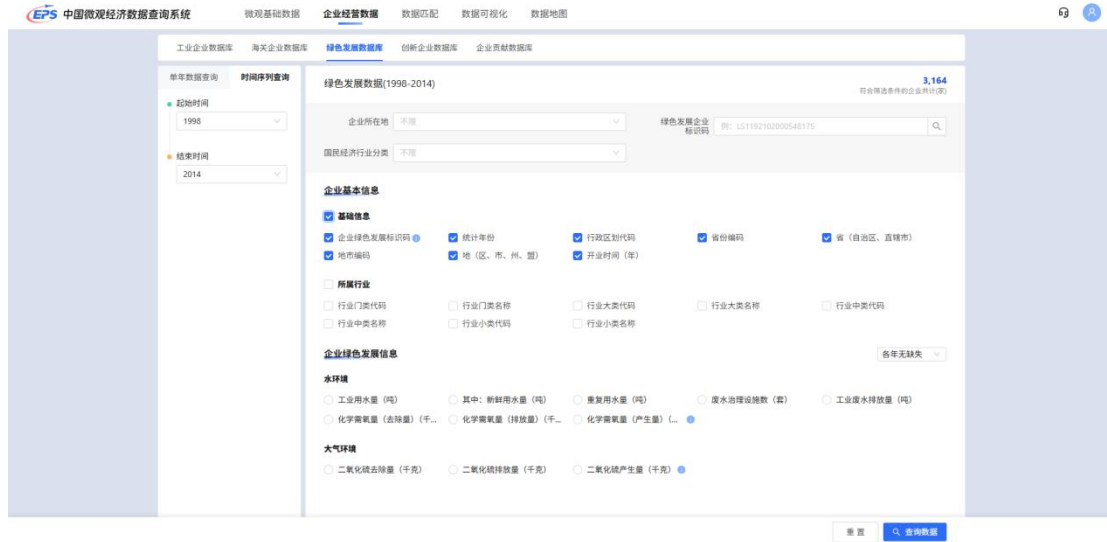 EPS 中国微观经济数据查询系统 微观基础数据 企业经营数据 数据匹配 数据可视化 数据地图
工业企业数据库 海关企业数据库 绿色发展数据库 创新企业数据库 企业贡献数据库
单年数据查询 时间序列查询
起始时间
1998
结束时间
2014
绿色发展数据(1998-2014)
3,164
符合筛选条件的企业共计(家)
企业所在地 不限
绿色发展企业
标识码
例：LS1192102000548175
国民经济行业分类 不限
企业基本信息
基础信息
企业绿色发展标识码 统计年份 行政区划代码 省份编码 省（自治区、直辖市）
地市编码 地（区、市、州、盟） 开业时间（年）
所属行业
行业门类代码 行业门类名称 行业大类代码 行业大类名称 行业中类代码
行业中类名称 行业小类代码 行业小类名称
企业绿色发展信息 各年无缺失
水环境
工业用水量（吨） 其中：新鲜用水量（吨） 重复用水量（吨） 废水治理设施数（套） 工业废水排放量（吨）
化学需氧量（去除量）（千... 化学需氧量（排放量）（千... 化学需氧量（产生量）（...
大气环境
二氧化硫去除量（千克） 二氧化硫排放量（千克） 二氧化硫产生量（千克）
重置 查询数据